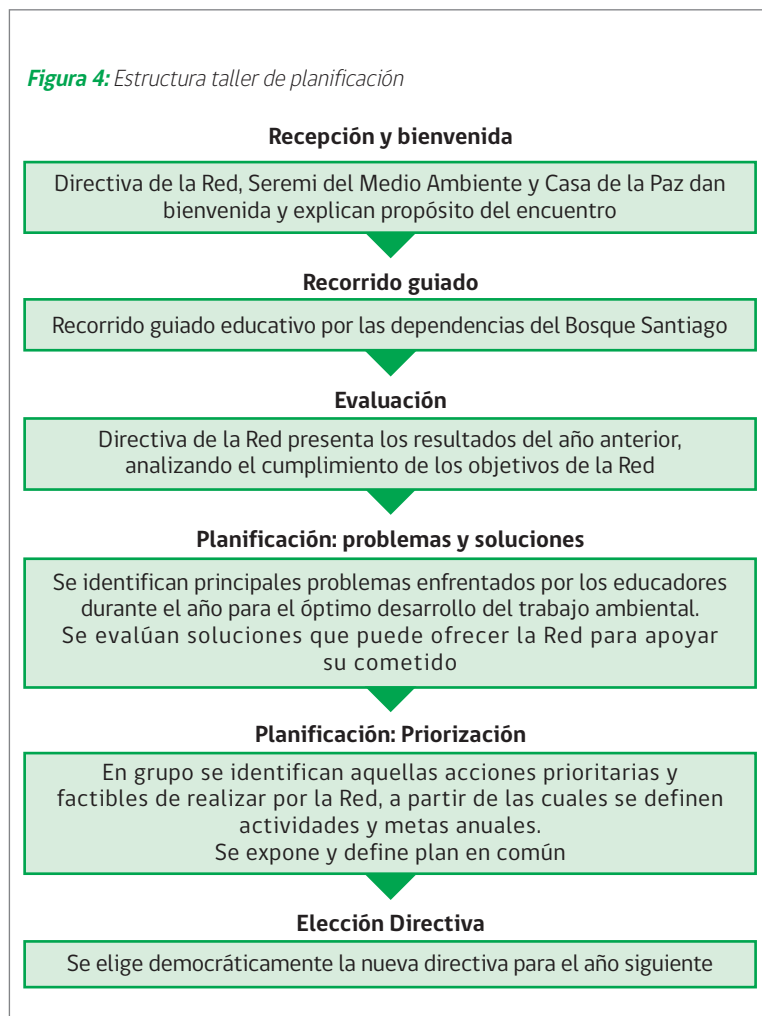 Figura 4: Estructura taller de planificación
Recepción y bienvenida
Directiva de la Red, Seremi del Medio Ambiente y Casa de la Paz dan
bienvenida y explican propósito del encuentro
Recorrido guiado
Recorrido guiado educativo por las dependencias del Bosque Santiago
Evaluación
Directiva de la Red presenta los resultados del año anterior,
analizando el cumplimiento de los objetivos de la Red
Planificación: problemas y soluciones
Se identifican principales problemas enfrentados por los educadores
durante el año para el óptimo desarrollo del trabajo ambiental.
Se evalúan soluciones que puede ofrecer la Red para apoyar
su cometido
Planificación: Priorización
En grupo se identifican aquellas acciones prioritarias y
factibles de realizar por la Red, a partir de las cuales se definen
actividades y metas anuales.
Se expone y define plan en común
Elección Directiva
Se elige democráticamente la nueva directiva para el año siguiente